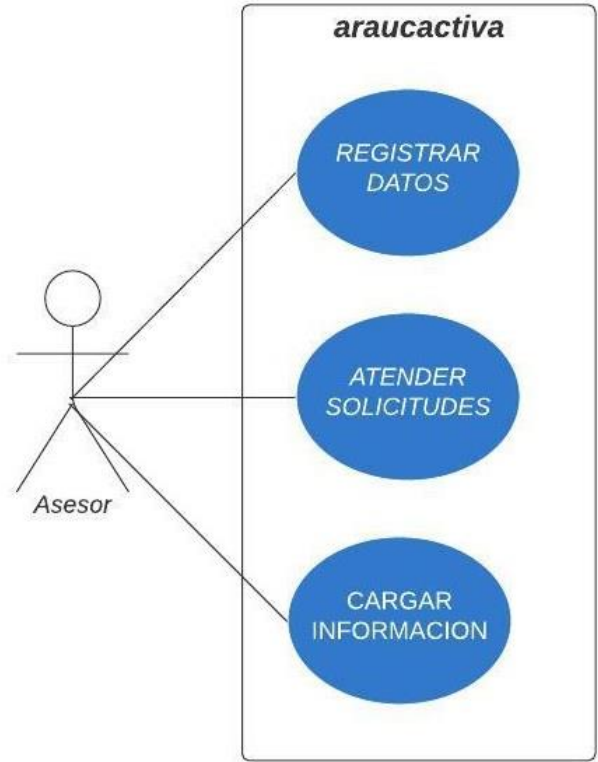 araucactiva
REGISTRAR
DATOS
ATENDER
SOLICITUDES
Asesor
CARGAR
INFORMACION